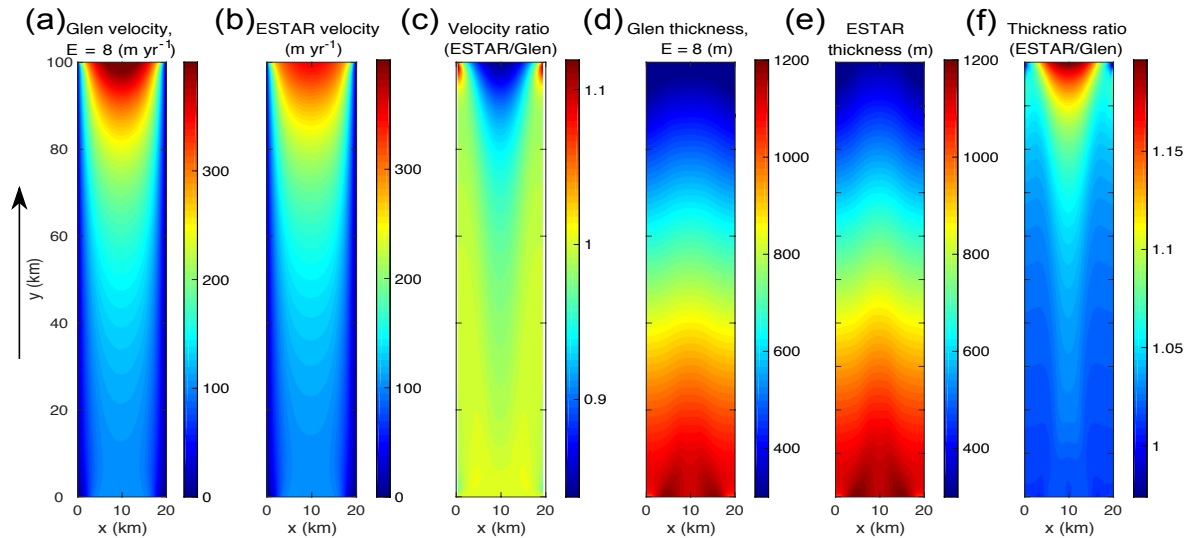 (a)
Glen velocity,
E = 8 (m yr⁻¹)
100
80
60
40
20
0
y (km)
0 10 20
x (km)
300
200
100
0
(b)
ESTAR velocity
(m yr⁻¹)
0 10 20
x (km)
300
200
100
0
(c)
Velocity ratio
(ESTAR/Glen)
0 10 20
x (km)
1.1
1
0.9
(d)
Glen thickness,
E = 8 (m)
0 10 20
x (km)
1200
1000
800
600
400
(e)
ESTAR
thickness (m)
0 10 20
x (km)
1200
1000
800
600
400
(f)
Thickness ratio
(ESTAR/Glen)
0 10 20
x (km)
1.15
1.1
1.05
1